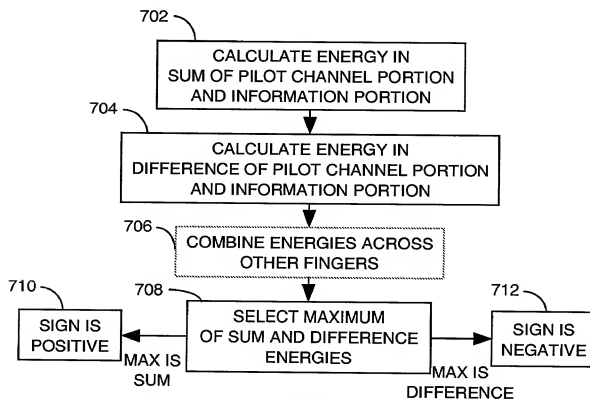 702
CALCULATE ENERGY IN
SUM OF PILOT CHANNEL PORTION
AND INFORMATION PORTION
704
CALCULATE ENERGY IN
DIFFERENCE OF PILOT CHANNEL PORTION
AND INFORMATION PORTION
706
COMBINE ENERGIES ACROSS
OTHER FINGERS
710
SIGN IS
POSITIVE
MAX IS
SUM
708
SELECT MAXIMUM
OF SUM AND DIFFERENCE
ENERGIES
712
SIGN IS
NEGATIVE
MAX IS
DIFFERENCE